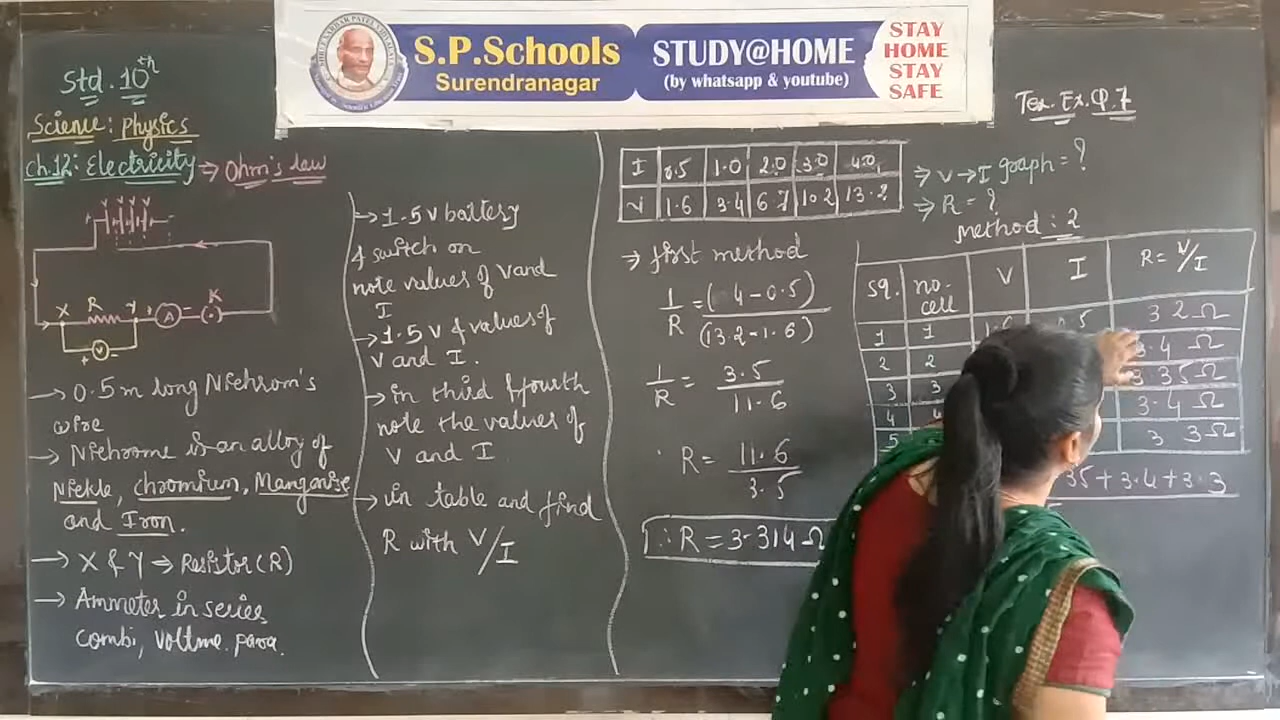 S.P.Schools
Surendranagar
STUDY@HOME
(by whatsapp & youtube)
STAY
HOME
STAY
SAFE
Std. 10th
Science: Physics
Ch.12: Electricity → Ohm's law
X R Y A K
V
→ 0.5 m long Nichrom's
wire
→ Nichrome is an alloy of
Nickle, chromium, Manganise
and Iron.
→ X & Y ⇒ Resistor (R)
→ Ammeter in series
combi, voltme. para.
→ 1.5 V battery
& switch on
note values of V and
I
→ 1.5 V & values of
V and I.
→ in third & fourth
note the values of
V and I
→ in table and find
R with V/I
Tex. Ex. Q.7
I 0.5 1.0 2.0 3.0 4.0
V 1.6 3.4 6.7 10.2 13.2
⇒ V → I graph = ?
⇒ R = ?
→ first method
1/R = ( 4 - 0.5) / (13.2 - 1.6)
1/R = 3.5 / 11.6
R = 11.6 / 3.5
∴ R = 3.314 Ω
Method : 2
sq. no. cell V I R = V/I
1 1 5 3 2 Ω
2 2 3.4 Ω
3 3 3 35 Ω
4 3.4 Ω
5 3 3 Ω
35 + 3.4 + 3.3